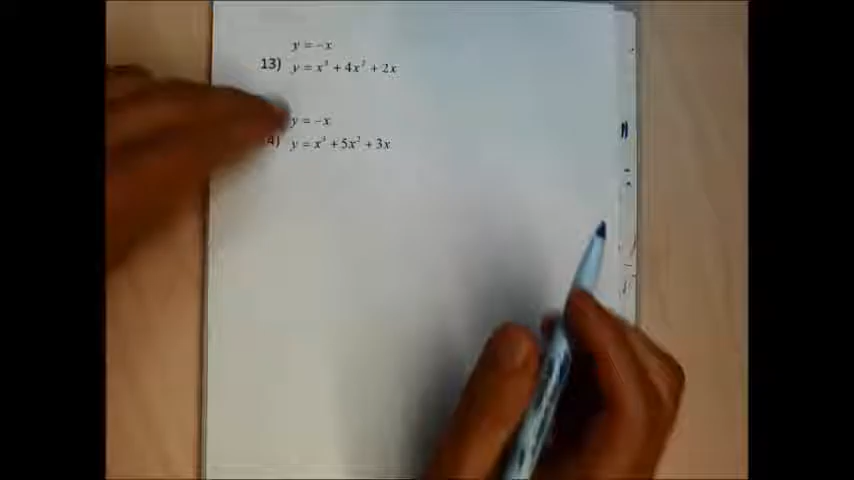 y = -x
13) y = x³ + 4x² + 2x
y = -x
4) y = x³ + 5x² + 3x